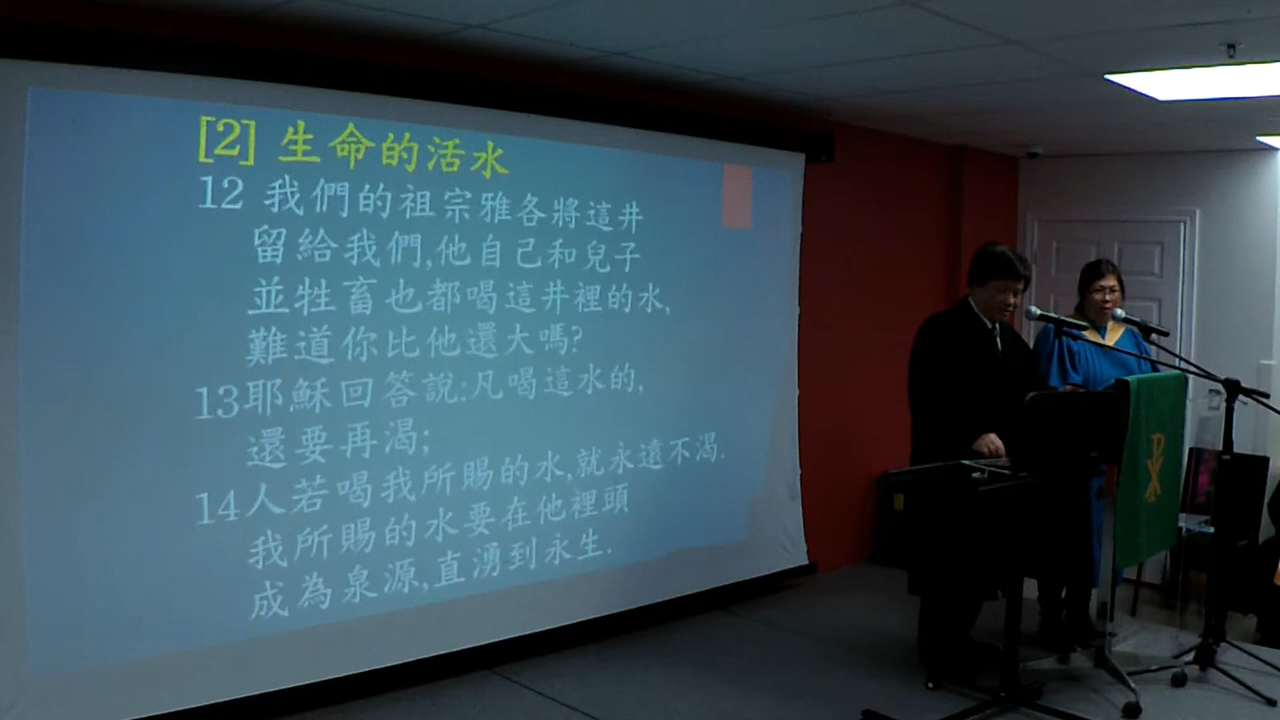 [2] 生命的活水
12 我們的祖宗雅各將這井
留給我們,他自己和兒子
並牲畜也都喝這井裡的水,
難道你比他還大嗎?
13耶穌回答說:凡喝這水的,
還要再渴;
14人若喝我所賜的水,就永遠不渴.
我所賜的水要在他裡頭
成為泉源,直湧到永生.